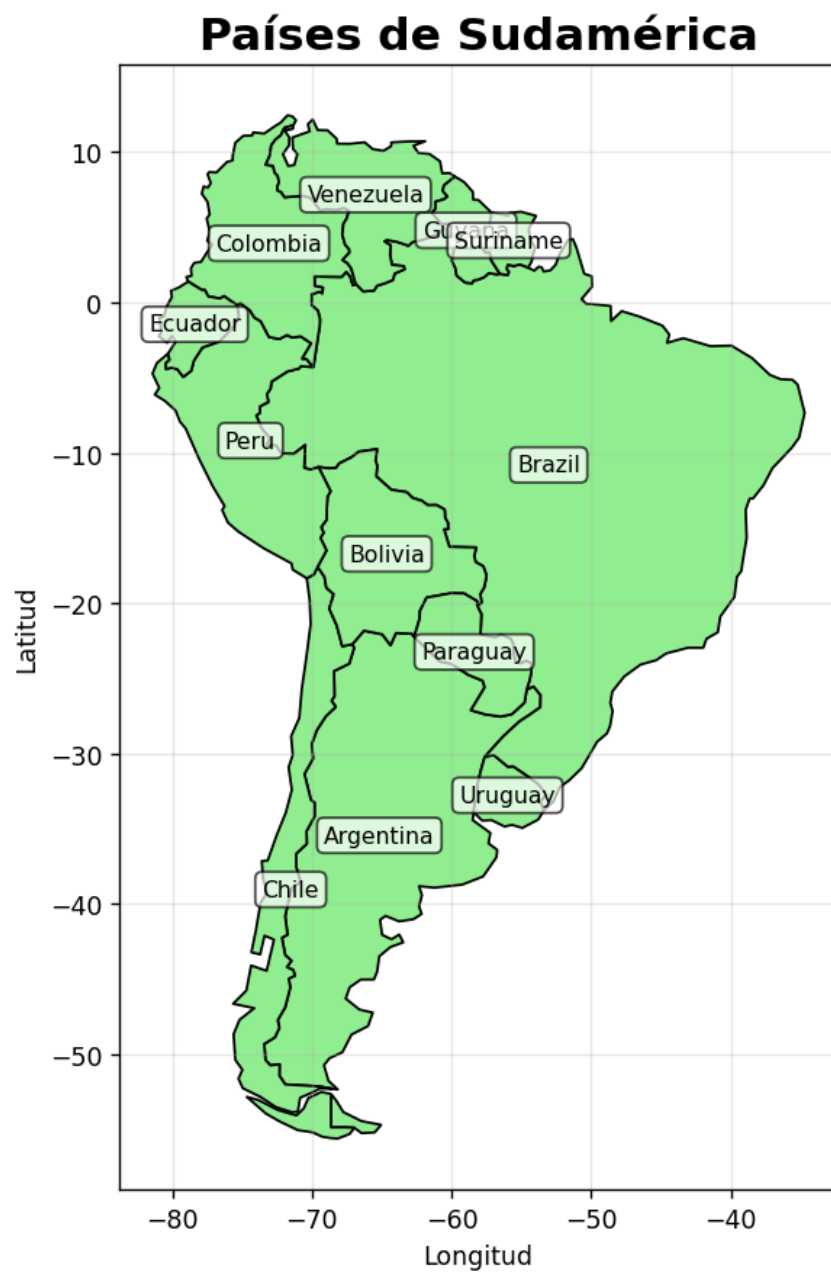 Países de Sudamérica
10
Venezuela
Guyana
Suriname
Colombia
0
Ecuador
Peru
−10
Brazil
Bolivia
Latitud
−20
Paraguay
−30
Uruguay
Argentina
Chile
−40
−50
−80
−70
−60
−50
−40
Longitud